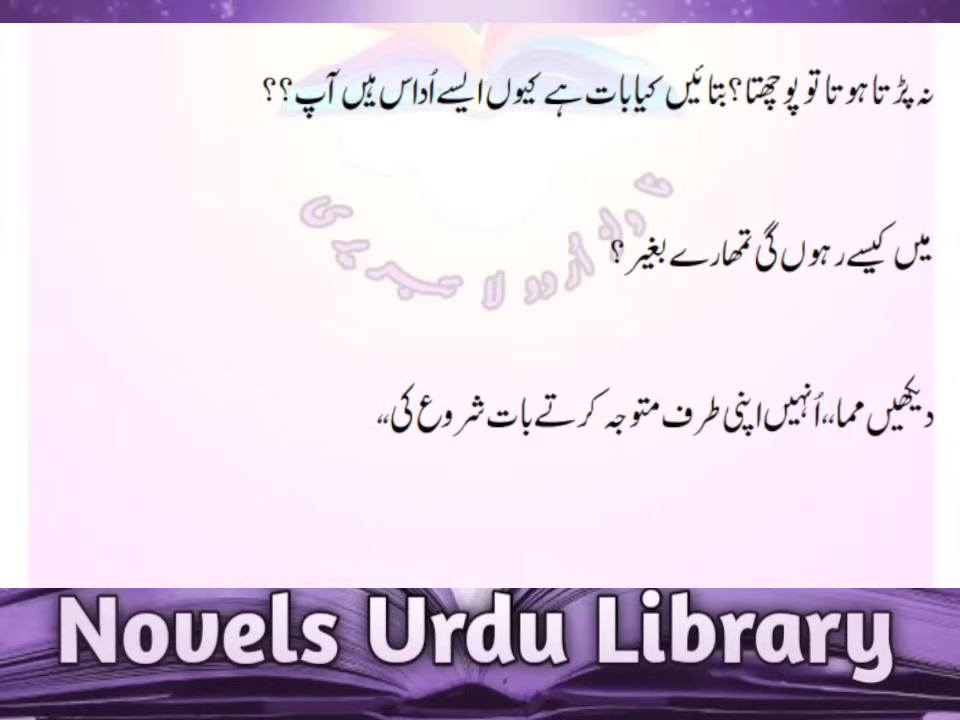 نہ پڑتا ہوتا تو پوچھتا؟ بتائیں کیا بات ہے کیوں ایسے اُداس ہیں آپ؟؟
میں کیسے رہوں گی تمھارے بغیر؟
دیکھیں مما،، اُنہیں اپنی طرف متوجہ کرتے بات شروع کی،،
Novels Urdu Library